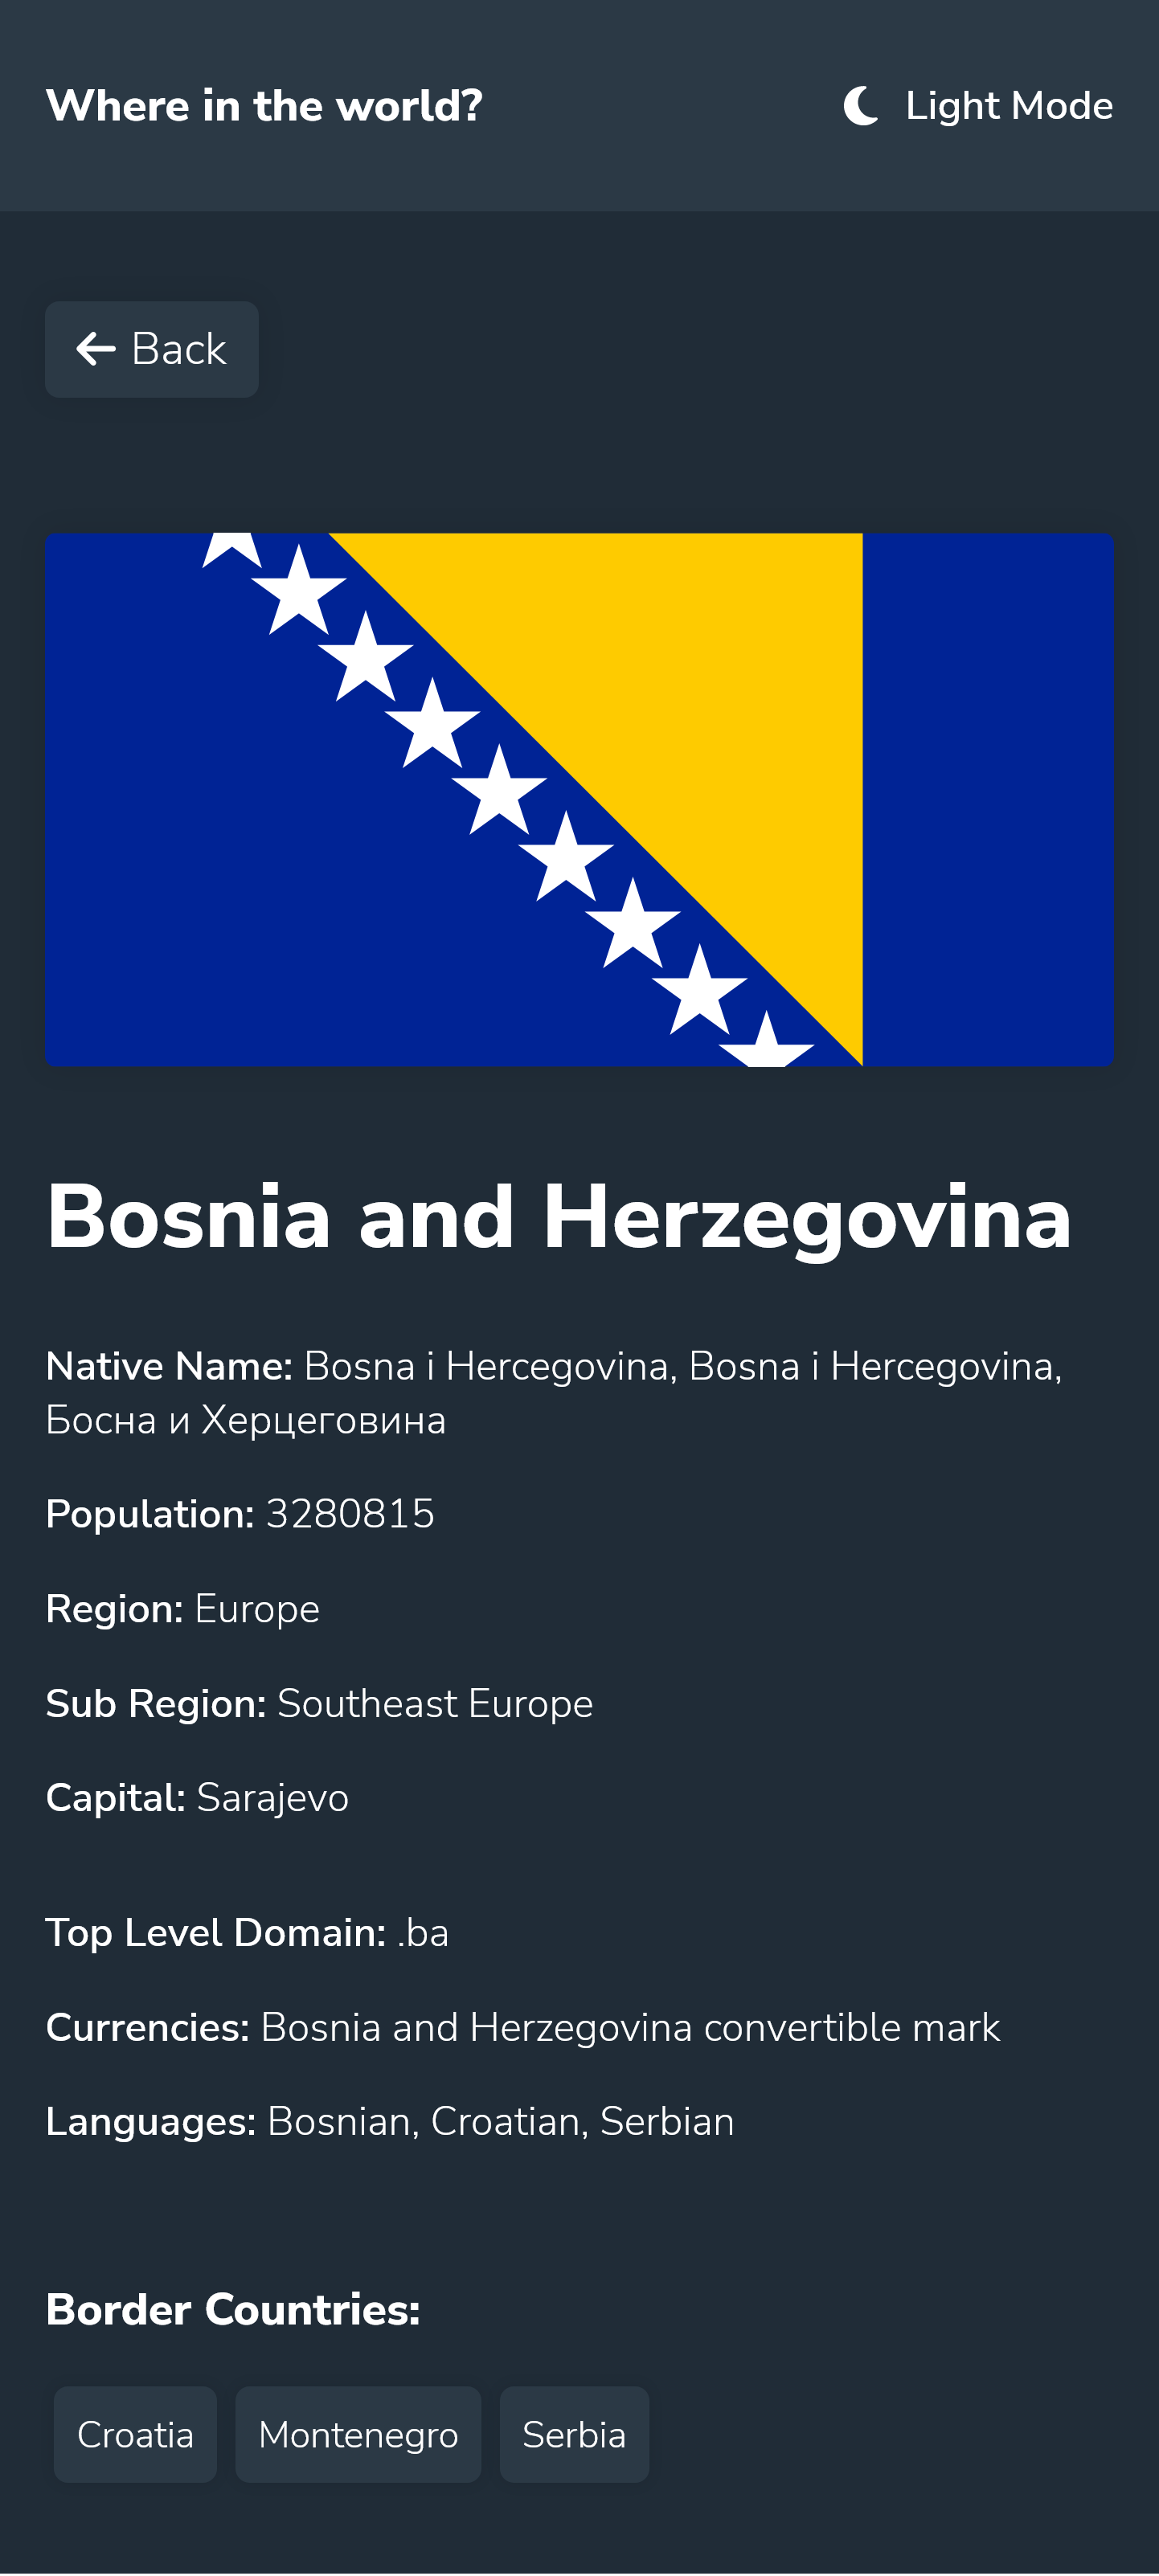 Where in the world?
Light Mode
Back
Bosnia and Herzegovina
Native Name: Bosna i Hercegovina, Bosna i Hercegovina,
Босна и Херцеговина
Population: 3280815
Region: Europe
Sub Region: Southeast Europe
Capital: Sarajevo
Top Level Domain: .ba
Currencies: Bosnia and Herzegovina convertible mark
Languages: Bosnian, Croatian, Serbian
Border Countries:
Croatia
Montenegro
Serbia